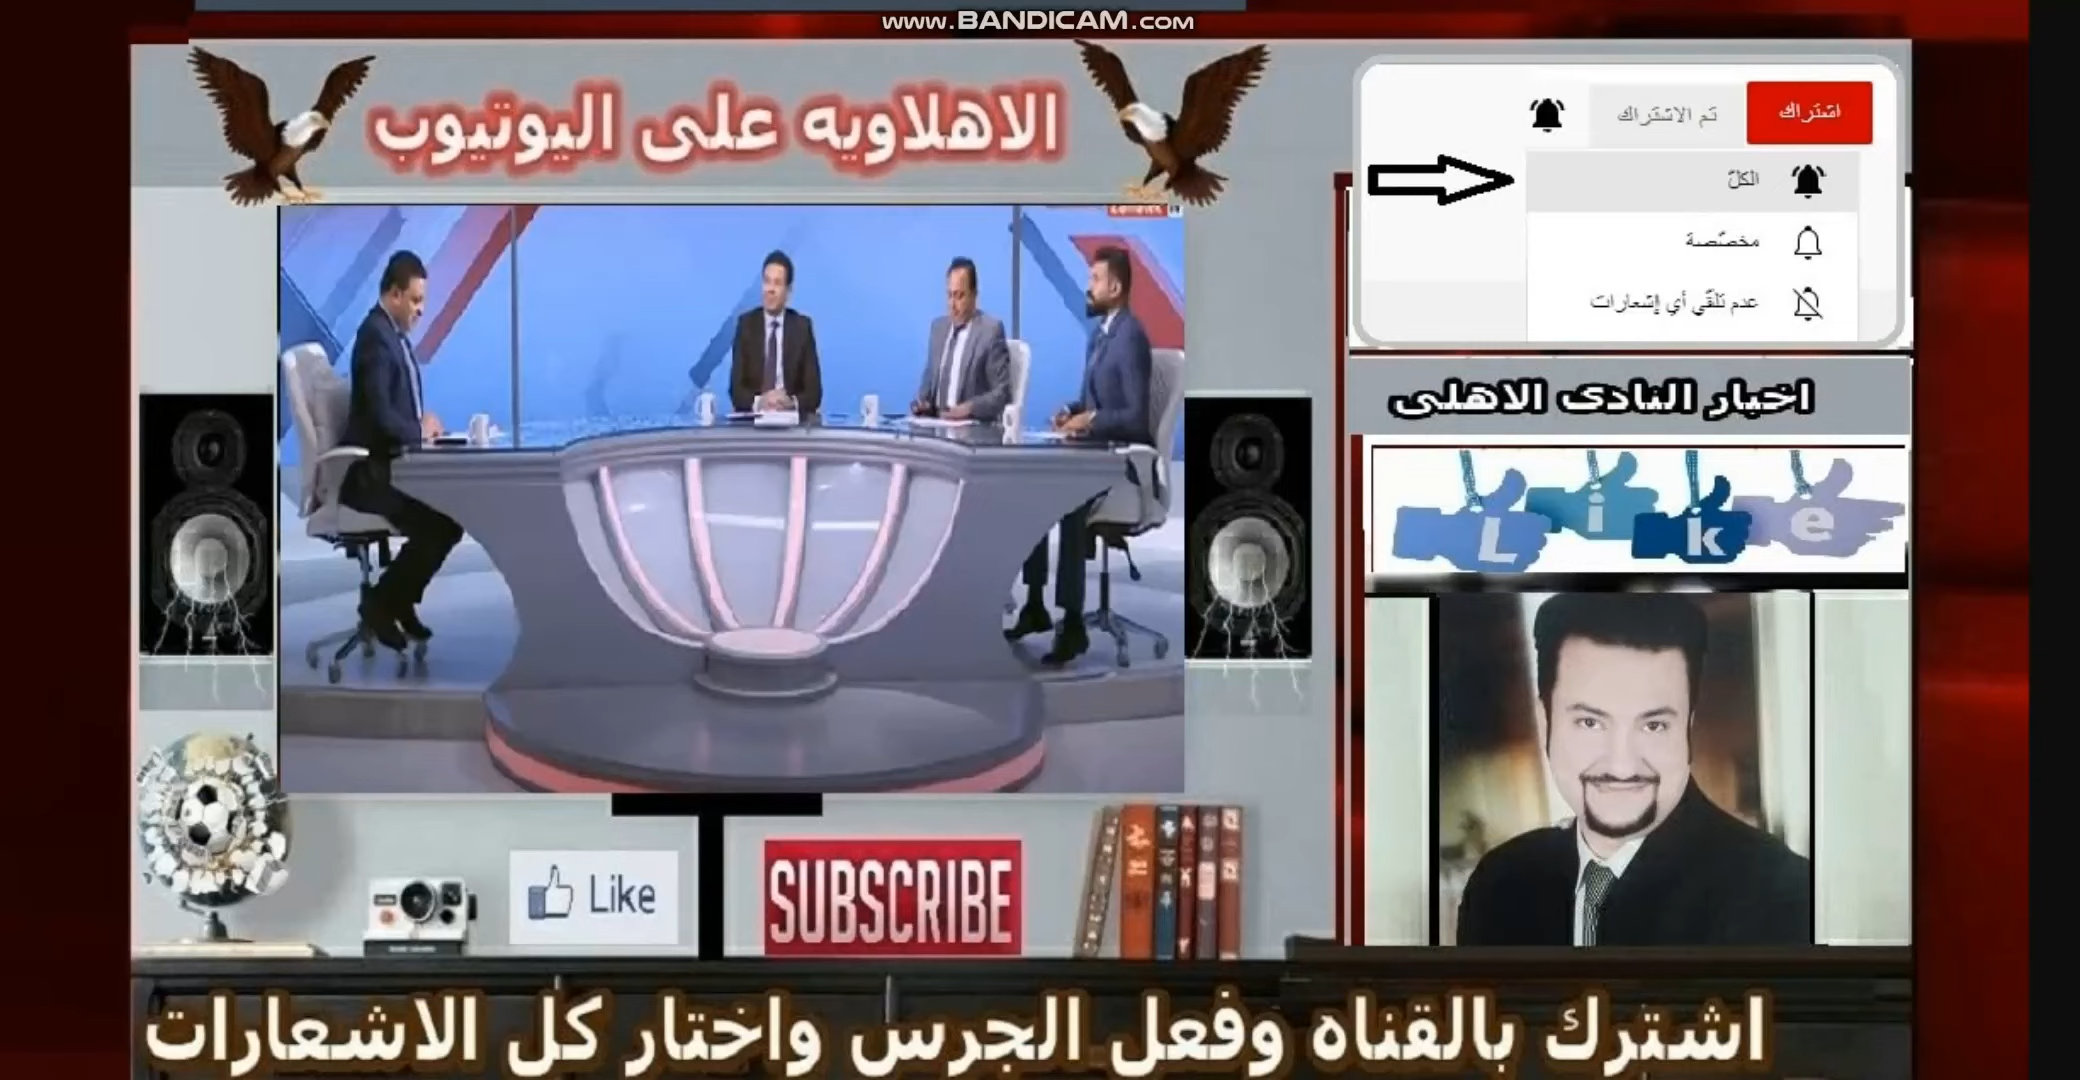 www.BANDICAM.com
الاهلاويه على اليوتيوب
اشتراك
تم الاشتراك
الكلّ
مخصّصة
عدم تلقّي أي إشعارات
اخبار النادى الاهلى
Like
Like
SUBSCRIBE
اشترك بالقناه وفعل الجرس واختار كل الاشعارات